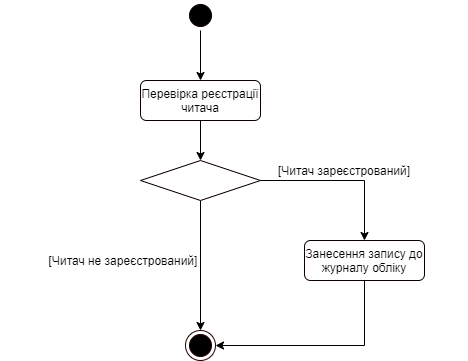 Перевірка реєстрації
читача
[Читач зареєстрований]
Занесення запису до
журналу обліку
[Читач не зареєстрований]